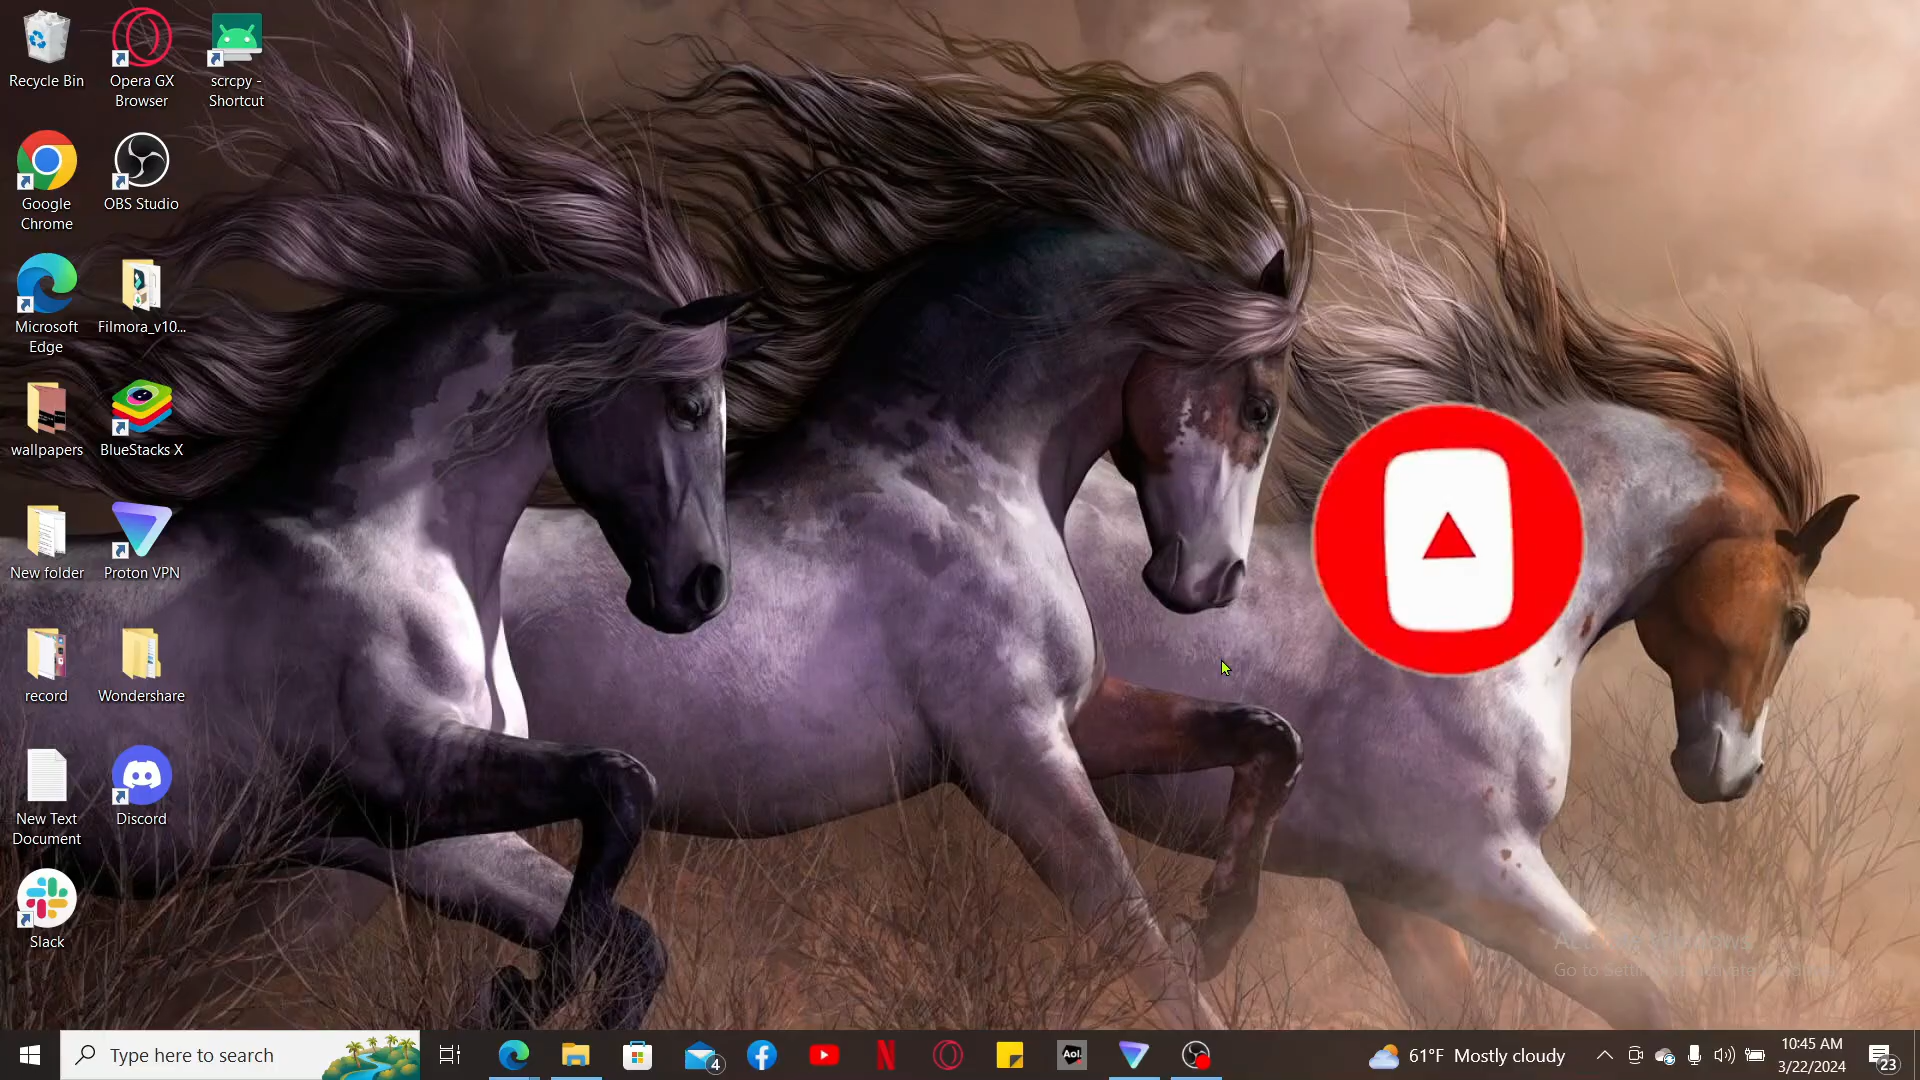 Recycle Bin
Opera GX
Browser
scrcpy -
Shortcut
Google
Chrome
OBS Studio
Microsoft
Edge
Filmora_v10...
wallpapers
BlueStacks X
New folder
Proton VPN
record
Wondershare
New Text
Document
Discord
Slack
Type here to search
4
Aol.
61°F Mostly cloudy
10:45 AM
3/22/2024
23